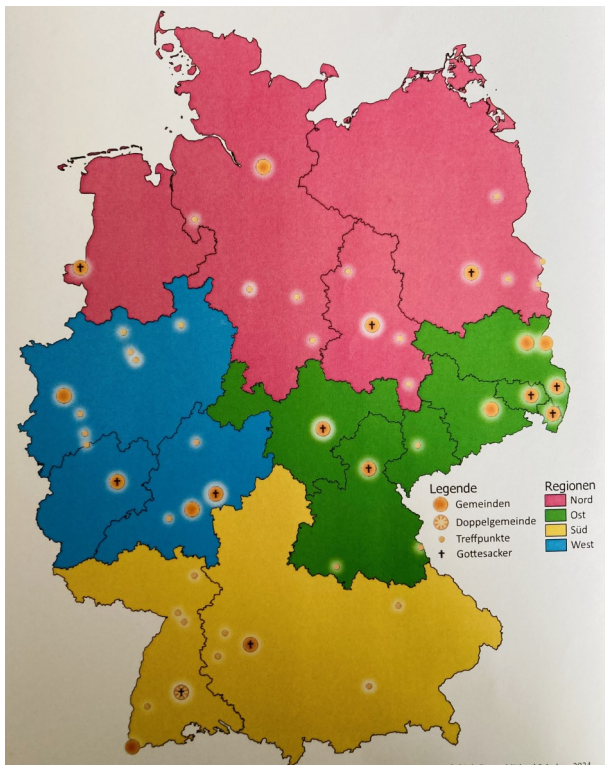 Legende
Gemeinden
Doppelgemeinde
Treffpunkte
Gottesacker
Regionen
Nord
Ost
Süd
West